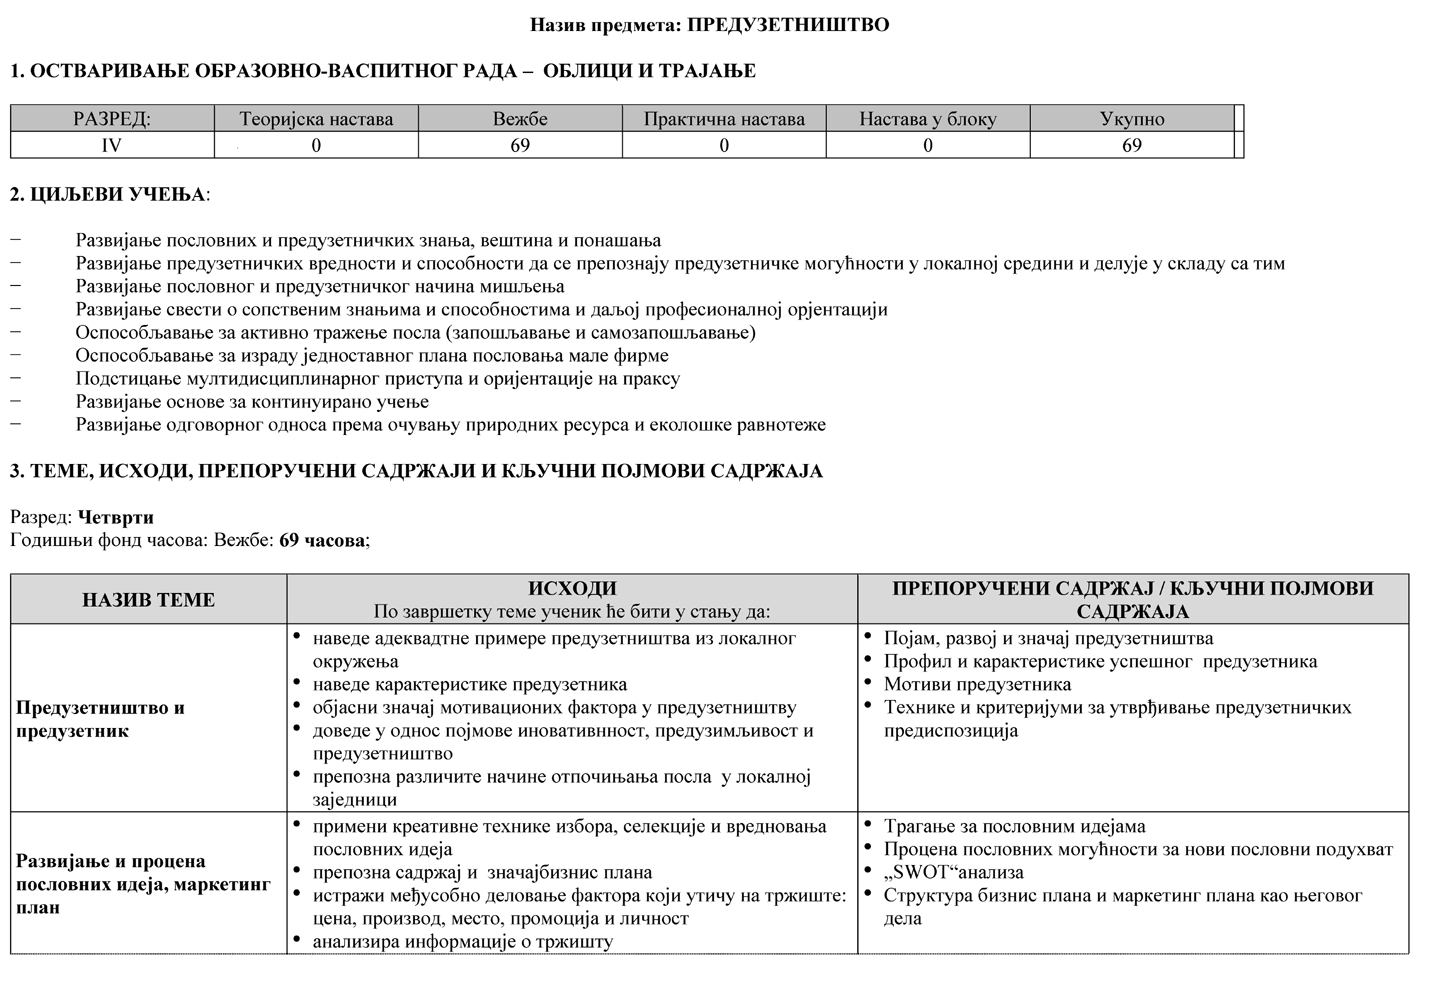 Назив предмета: ПРЕДУЗЕТНИШТВО
1. ОСТВАРИВАЊЕ ОБРАЗОВНО-ВАСПИТНОГ РАДА – ОБЛИЦИ И ТРАЈАЊЕ
РАЗРЕД: Теоријска настава Вежбе Практична настава Настава у блоку Укупно
IV 0 69 0 0 69
2. ЦИЉЕВИ УЧЕЊА:
– Развијање пословних и предузетничких знања, вештина и понашања
– Развијање предузетничких вредности и способности да се препознају предузетничке могућности у локалној средини и делује у складу са тим
– Развијање пословног и предузетничког начина мишљења
– Развијање свести о сопственим знањима и способностима и даљој професионалној орјентацији
– Оспособљавање за активно тражење посла (запошљавање и самозапошљавање)
– Оспособљавање за израду једноставног плана пословања мале фирме
– Подстицање мултидисциплинарног приступа и оријентације на праксу
– Развијање основе за континуирано учење
– Развијање одговорног односа према очувању природних ресурса и еколошке равнотеже
3. ТЕМЕ, ИСХОДИ, ПРЕПОРУЧЕНИ САДРЖАЈИ И КЉУЧНИ ПОЈМОВИ САДРЖАЈА
Разред: Четврти
Годишњи фонд часова: Вежбе: 69 часова;
НАЗИВ ТЕМЕ
ИСХОДИ
По завршетку теме ученик ће бити у стању да:
ПРЕПОРУЧЕНИ САДРЖАЈ / КЉУЧНИ ПОЈМОВИ
САДРЖАЈА
Предузетништво и
предузетник
• наведе адеквадтне примере предузетништва из локалног
окружења
• наведе карактеристике предузетника
• објасни значај мотивационих фактора у предузетништву
• доведе у однос појмове иновативнност, предузимљивост и
предузетништво
• препозна различите начине отпочињања посла у локалној
заједници
• Појам, развој и значај предузетништва
• Профил и карактеристике успешног предузетника
• Мотиви предузетника
• Технике и критеријуми за утврђивање предузетничких
предиспозиција
Развијање и процена
пословних идеја, маркетинг
план
• примени креативне технике избора, селекције и вредновања
пословних идеја
• препозна садржај и значајбизнис плана
• истражи међусобно деловање фактора који утичу на тржиште:
цена, производ, место, промоција и личност
• анализира информације о тржишту
• Трагање за пословним идејама
• Процена пословних могућности за нови пословни подухват
• „SWOT“анализа
• Структура бизнис плана и маркетинг плана као његовог
дела